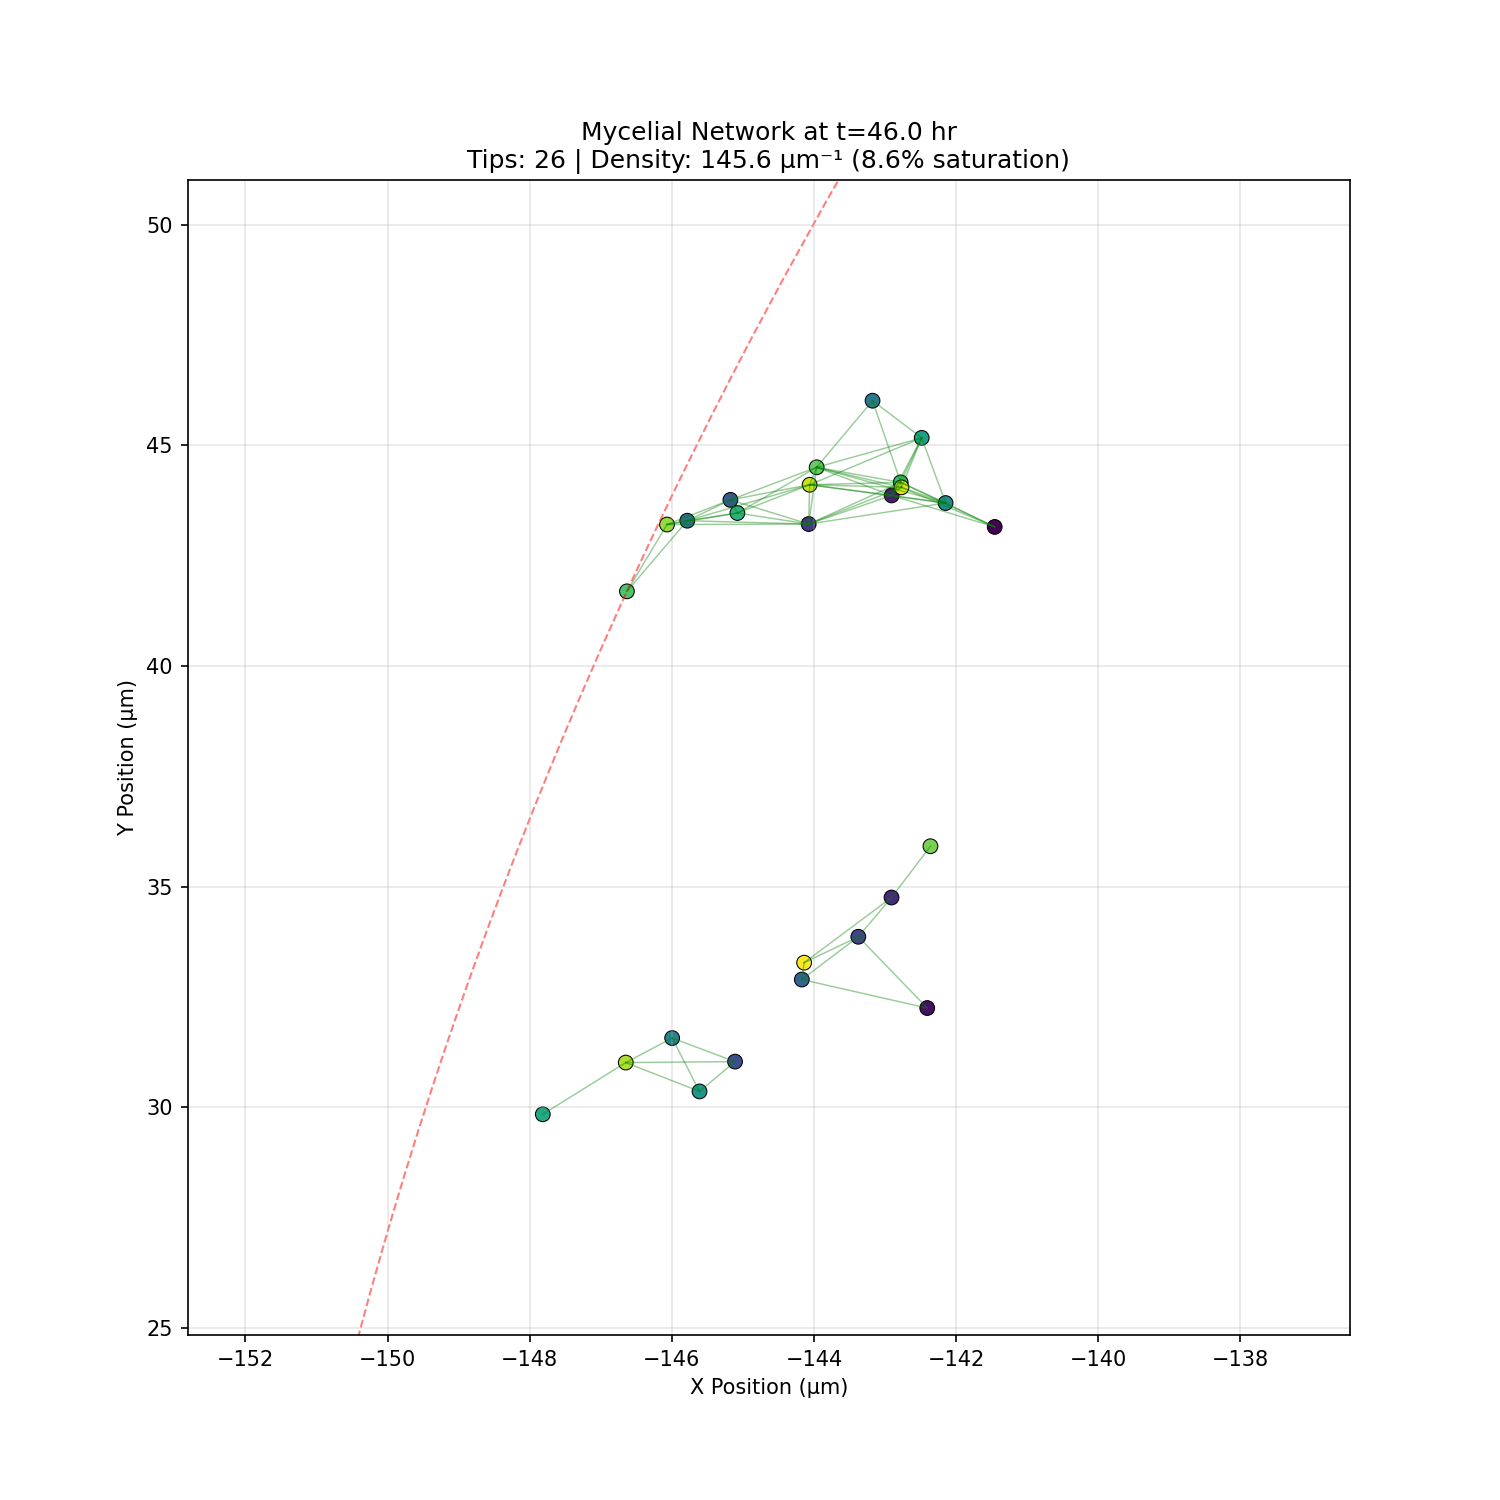 Mycelial Network at t=46.0 hr
Tips: 26 | Density: 145.6 µm⁻¹ (8.6% saturation)
50
45
40
35
30
25
Y Position (µm)
−152 −150 −148 −146 −144 −142 −140 −138
X Position (µm)